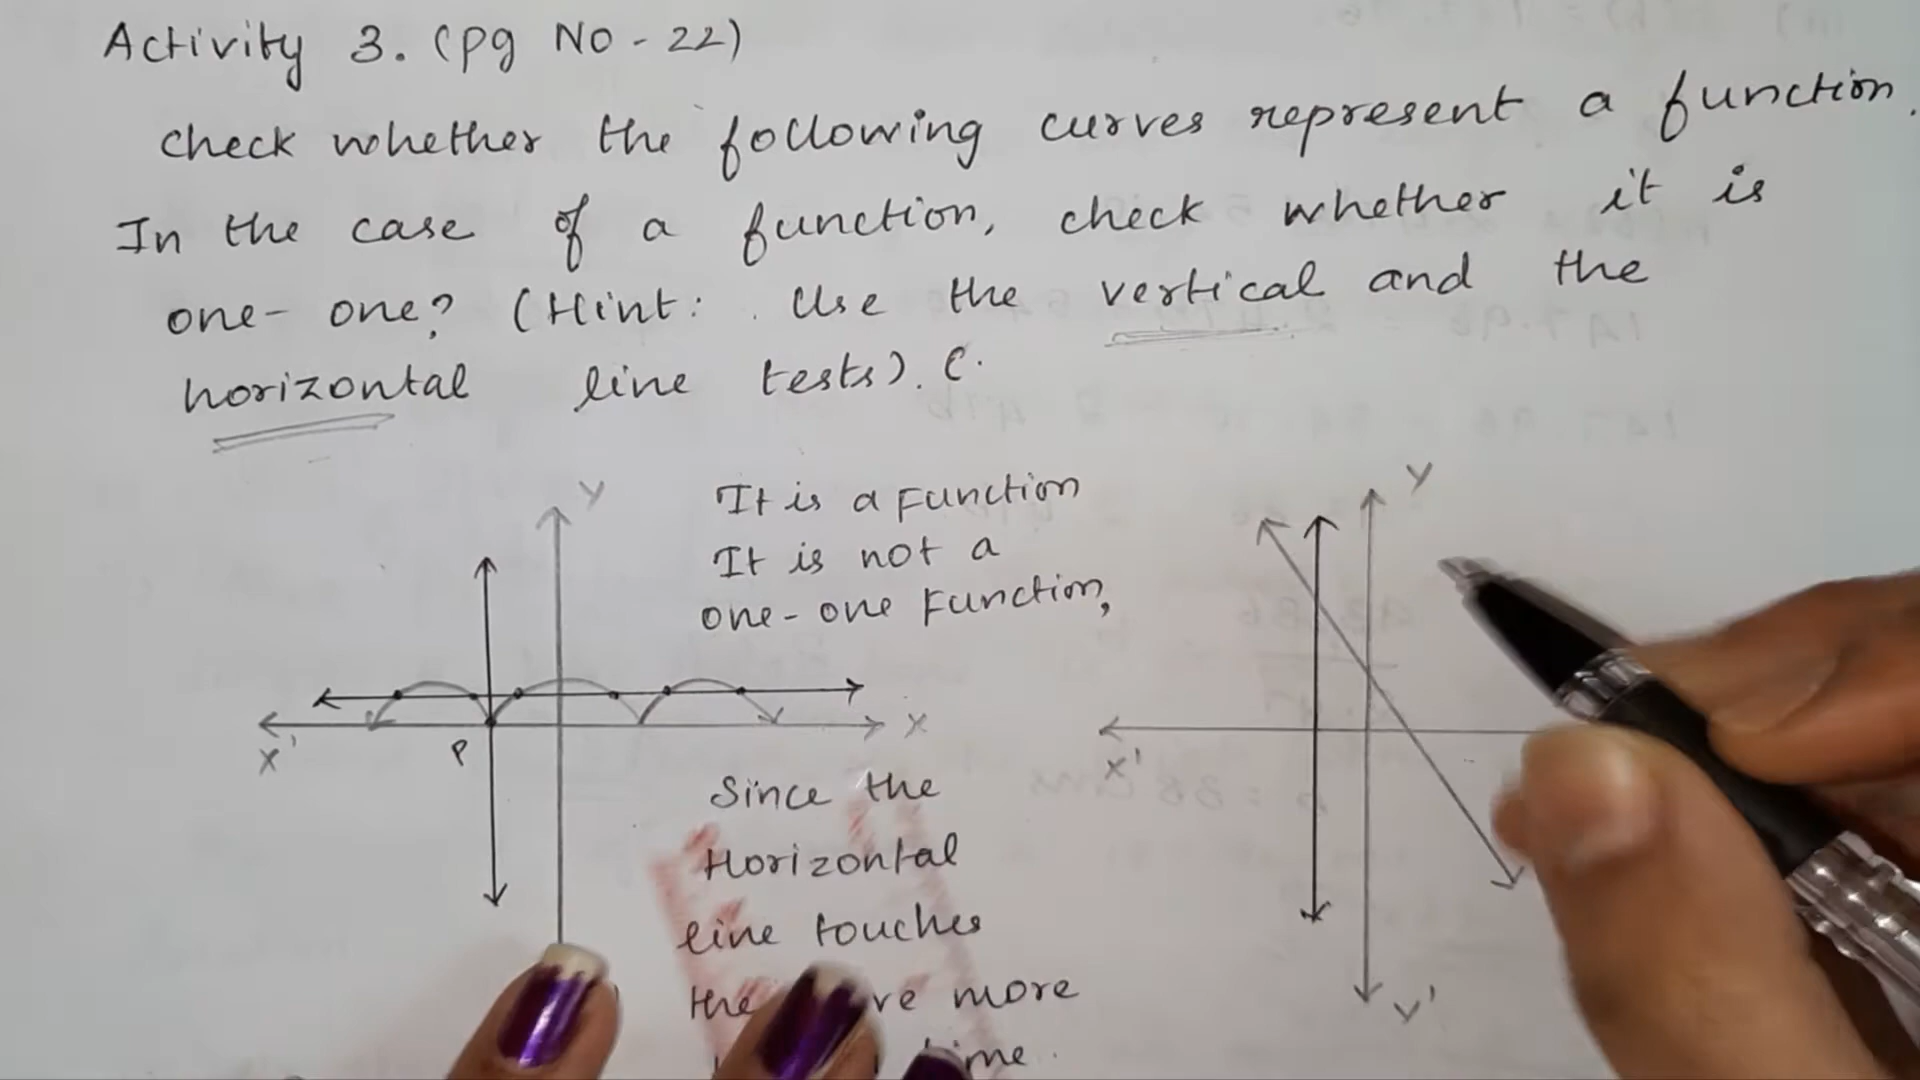 Activity 3. (pg NO - 22)
check whether the following curves represent a function.
In the case of a function, check whether it is
one-one? (Hint: Use the vertical and the
horizontal line tests). (.
Y
It is a Function
It is not a
one-one Function,
X'
X
P
Since the
Horizontal
line touches
the more
Y
X'
Y'